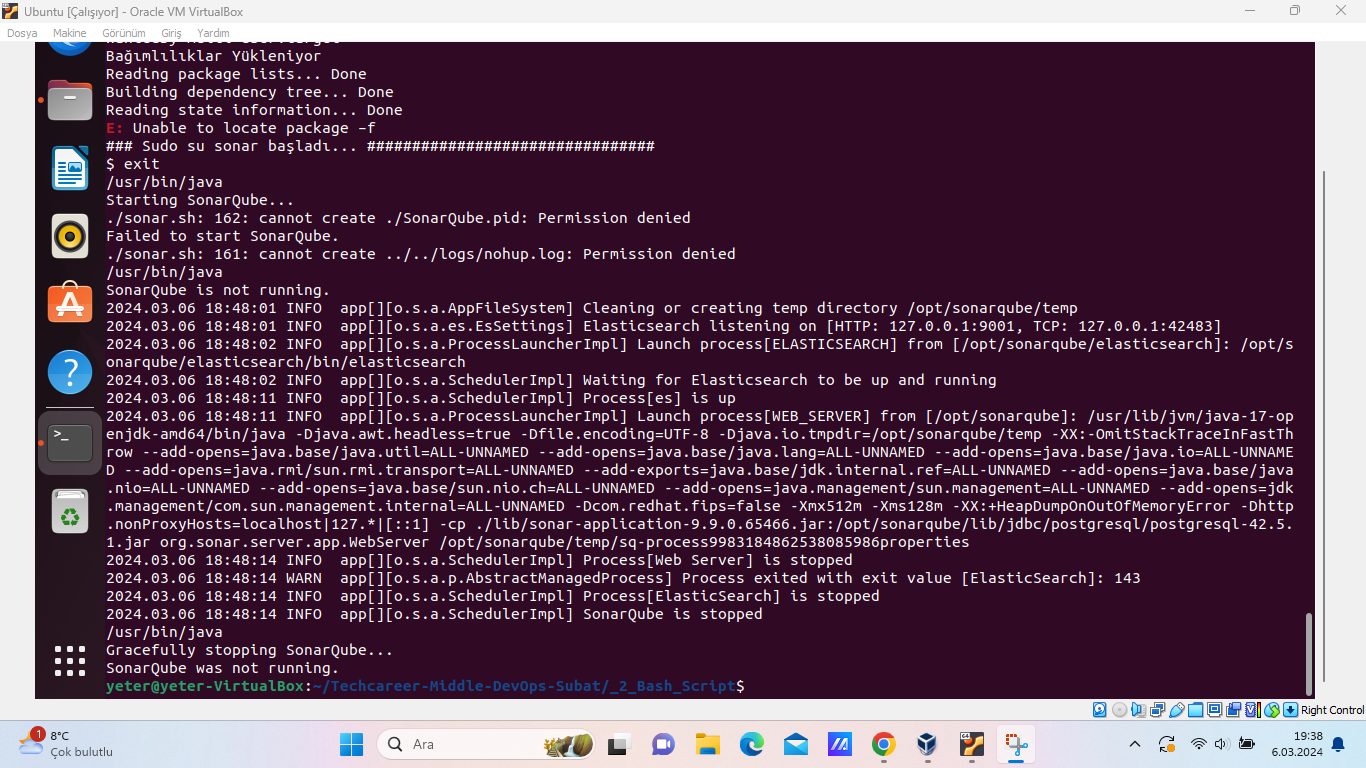 Ubuntu [Çalışıyor] - Oracle VM VirtualBox
Dosya Makine Görünüm Giriş Yardım
Bağımlılıklar Yükleniyor
Reading package lists... Done
Building dependency tree... Done
Reading state information... Done
E: Unable to locate package –f
### Sudo su sonar başladı... ################################
$ exit
/usr/bin/java
Starting SonarQube...
./sonar.sh: 162: cannot create ./SonarQube.pid: Permission denied
Failed to start SonarQube.
./sonar.sh: 161: cannot create ../../logs/nohup.log: Permission denied
/usr/bin/java
SonarQube is not running.
2024.03.06 18:48:01 INFO  app[][o.s.a.AppFileSystem] Cleaning or creating temp directory /opt/sonarqube/temp
2024.03.06 18:48:01 INFO  app[][o.s.a.es.EsSettings] Elasticsearch listening on [HTTP: 127.0.0.1:9001, TCP: 127.0.0.1:42483]
2024.03.06 18:48:02 INFO  app[][o.s.a.ProcessLauncherImpl] Launch process[ELASTICSEARCH] from [/opt/sonarqube/elasticsearch]: /opt/s
onarqube/elasticsearch/bin/elasticsearch
2024.03.06 18:48:02 INFO  app[][o.s.a.SchedulerImpl] Waiting for Elasticsearch to be up and running
2024.03.06 18:48:11 INFO  app[][o.s.a.SchedulerImpl] Process[es] is up
2024.03.06 18:48:11 INFO  app[][o.s.a.ProcessLauncherImpl] Launch process[WEB_SERVER] from [/opt/sonarqube]: /usr/lib/jvm/java-17-op
enjdk-amd64/bin/java -Djava.awt.headless=true -Dfile.encoding=UTF-8 -Djava.io.tmpdir=/opt/sonarqube/temp -XX:-OmitStackTraceInFastTh
row --add-opens=java.base/java.util=ALL-UNNAMED --add-opens=java.base/java.lang=ALL-UNNAMED --add-opens=java.base/java.io=ALL-UNNAME
D --add-opens=java.rmi/sun.rmi.transport=ALL-UNNAMED --add-exports=java.base/jdk.internal.ref=ALL-UNNAMED --add-opens=java.base/java
.nio=ALL-UNNAMED --add-opens=java.base/sun.nio.ch=ALL-UNNAMED --add-opens=java.management/sun.management=ALL-UNNAMED --add-opens=jdk
.management/com.sun.management.internal=ALL-UNNAMED -Dcom.redhat.fips=false -Xmx512m -Xms128m -XX:+HeapDumpOnOutOfMemoryError -Dhttp
.nonProxyHosts=localhost|127.*|[::1] -cp ./lib/sonar-application-9.9.0.65466.jar:/opt/sonarqube/lib/jdbc/postgresql/postgresql-42.5.
1.jar org.sonar.server.app.WebServer /opt/sonarqube/temp/sq-process9983184862538085986properties
2024.03.06 18:48:14 INFO  app[][o.s.a.SchedulerImpl] Process[Web Server] is stopped
2024.03.06 18:48:14 WARN  app[][o.s.a.p.AbstractManagedProcess] Process exited with exit value [ElasticSearch]: 143
2024.03.06 18:48:14 INFO  app[][o.s.a.SchedulerImpl] Process[ElasticSearch] is stopped
2024.03.06 18:48:14 INFO  app[][o.s.a.SchedulerImpl] SonarQube is stopped
/usr/bin/java
Gracefully stopping SonarQube...
SonarQube was not running.
yeter@yeter-VirtualBox:~/Techcareer-Middle-DevOps-Subat/_2_Bash_Script$
Right Control
1
8°C
Çok bulutlu
Ara
19:38
6.03.2024